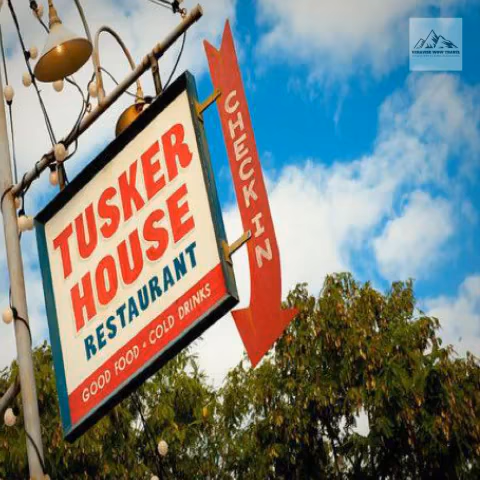 TUSKER
HOUSE
RESTAURANT
GOOD FOOD • COLD DRINKS
CHECK IN